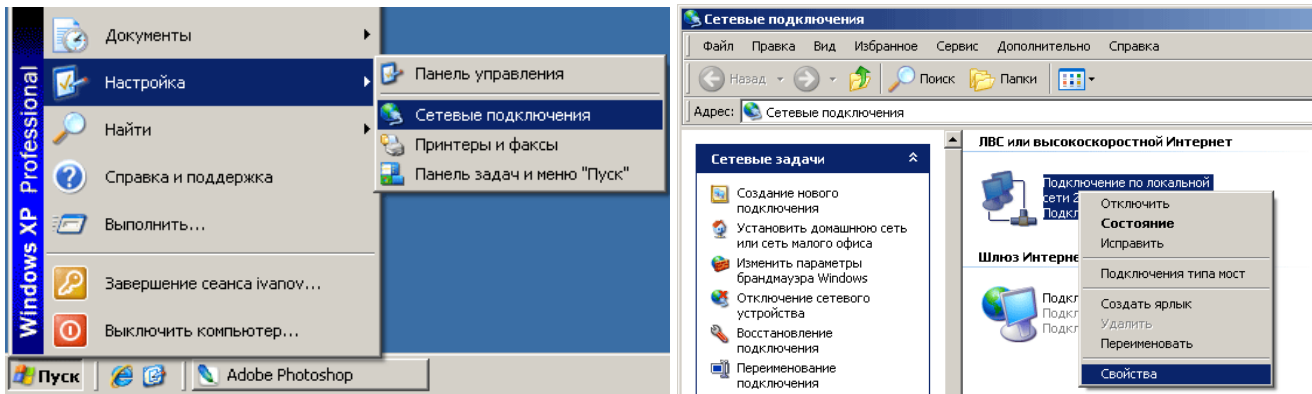 Windows XP Professional
Документы
Настройка
Найти
Справка и поддержка
Выполнить...
Завершение сеанса ivanov...
Выключить компьютер...
Панель управления
Сетевые подключения
Принтеры и факсы
Панель задач и меню "Пуск"
Пуск
Adobe Photoshop
Сетевые подключения
Файл Правка Вид Избранное Сервис Дополнительно Справка
Назад Поиск Папки
Адрес: Сетевые подключения
Сетевые задачи
Создание нового
подключения
Установить домашнюю сеть
или сеть малого офиса
Изменить параметры
брандмауэра Windows
Отключение сетевого
устройства
Восстановление
подключения
Переименование
подключения
ЛВС или высокоскоростной Интернет
Подключение по локальной
сети 2
Шлюз
Отключить
Состояние
Исправить
Подключения типа мост
Создать ярлык
Удалить
Переименовать
Свойства